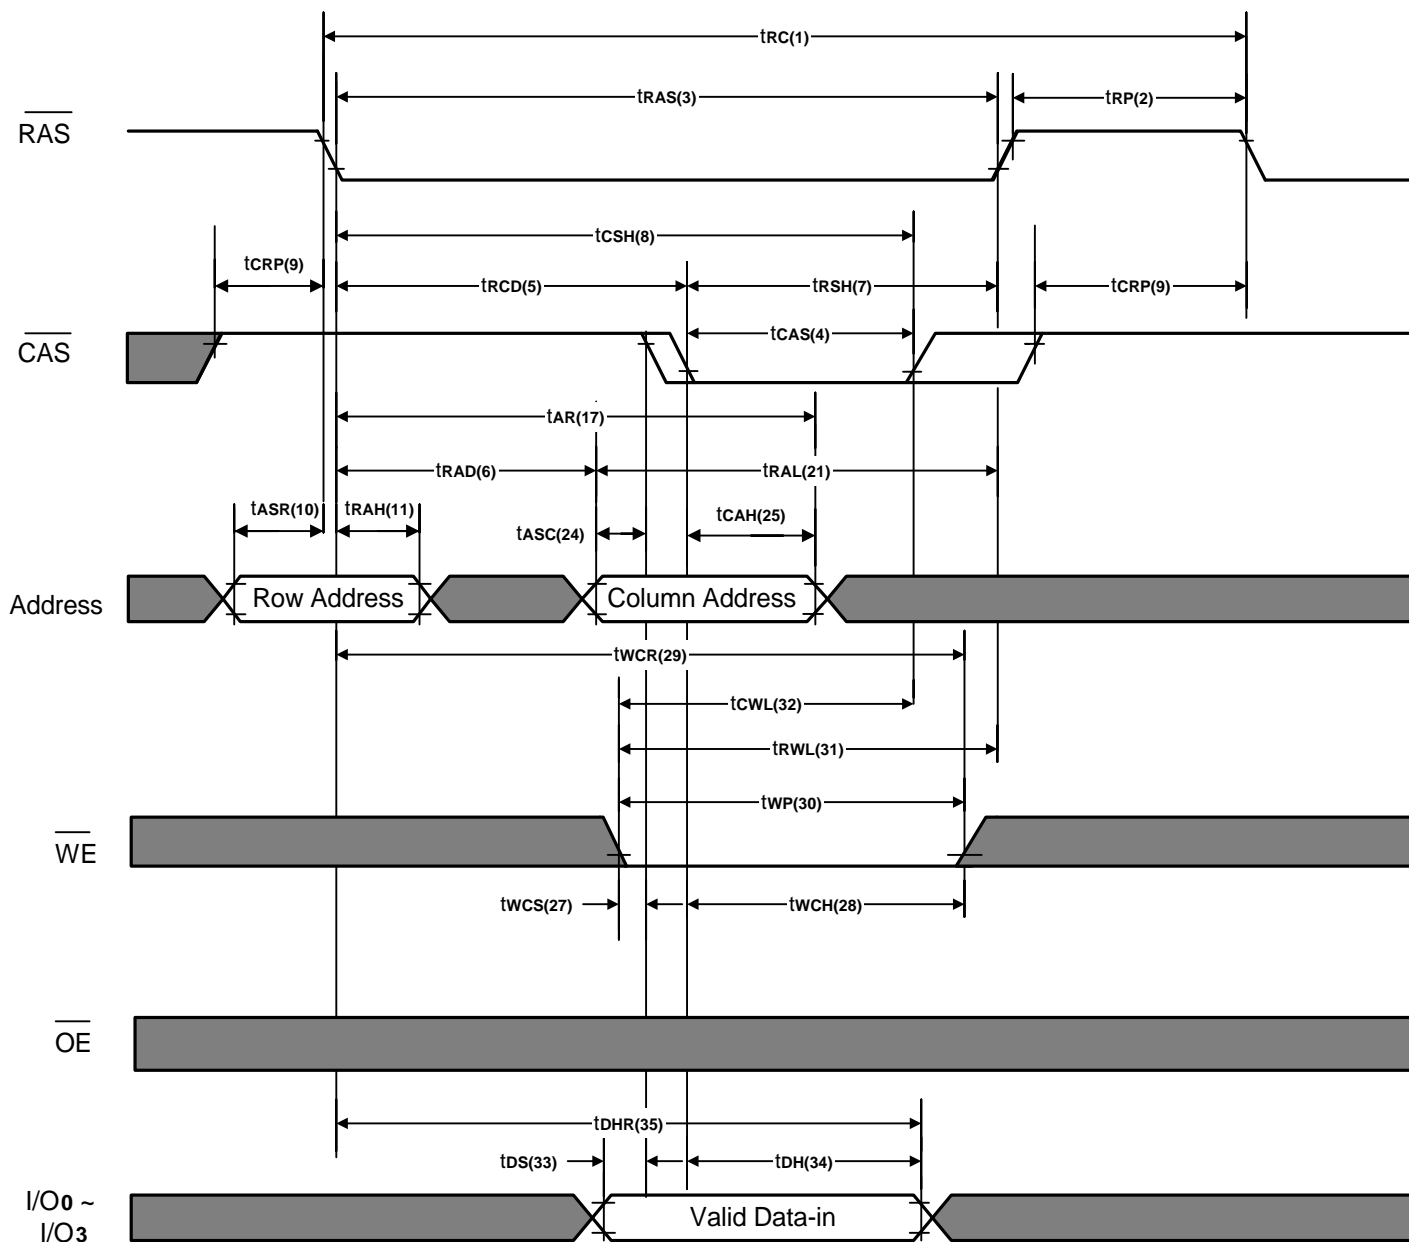 tRC(1)
tRAS(3)
tRP(2)
RAS
tCSH(8)
tCRP(9)
tRCD(5)
tRSH(7)
tCRP(9)
tCAS(4)
CAS
tAR(17)
tRAD(6)
tRAL(21)
tASR(10)
tRAH(11)
tASC(24)
tCAH(25)
Address
Row Address
Column Address
tWCR(29)
tCWL(32)
tRWL(31)
tWP(30)
WE
tWCS(27)
tWCH(28)
OE
tDHR(35)
tDS(33)
tDH(34)
I/O0 ~
I/O3
Valid Data-in